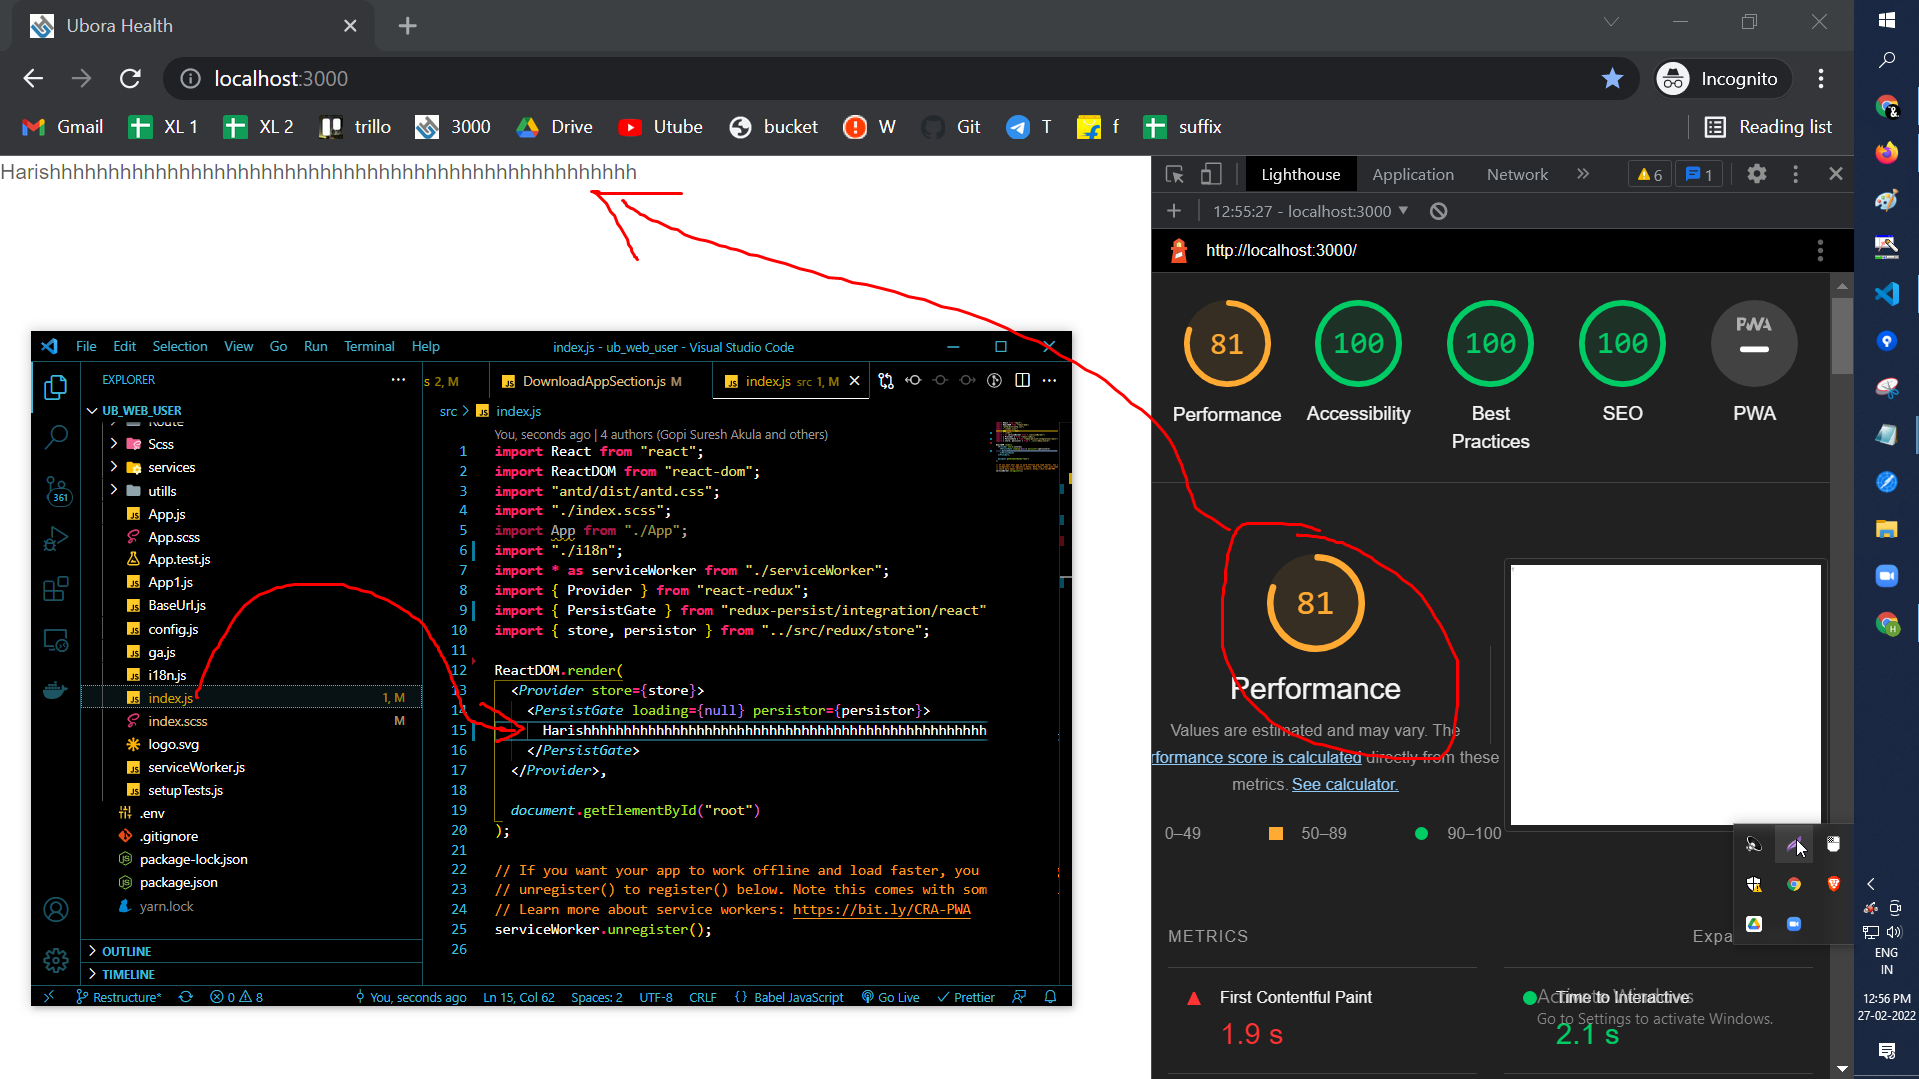 Ubora Health
localhost:3000
Incognito
Gmail
XL 1
XL 2
trillo
3000
Drive
Utube
bucket
W
Git
T
f
suffix
Reading list
Harishhhhhhhhhhhhhhhhhhhhhhhhhhhhhhhhhhhhhhhhhhhhhhhhhh
Lighthouse
Application
Network
6
1
12:55:27 - localhost:3000
http://localhost:3000/
81
100
100
100
PWA
Performance
Accessibility
Best
Practices
SEO
PWA
81
Performance
Values are estimated and may vary. The
rformance score is calculated directly from these
metrics. See calculator.
0–49
50–89
90–100
METRICS
Expa
First Contentful Paint
1.9 s
Time to Interactive
2.1 s
Activate Windows
Go to Settings to activate Windows.
File Edit Selection View Go Run Terminal Help
index.js - ub_web_user - Visual Studio Code
EXPLORER
s 2, M
DownloadAppSection.js M
index.js src 1, M
UB_WEB_USER
src > index.js
Route
Scss
services
utills
App.js
App.scss
App.test.js
App1.js
BaseUrl.js
config.js
ga.js
i18n.js
index.js 1, M
index.scss M
logo.svg
serviceWorker.js
setupTests.js
.env
.gitignore
package-lock.json
package.json
yarn.lock
OUTLINE
TIMELINE
361
You, seconds ago | 4 authors (Gopi Suresh Akula and others)
1 import React from "react";
2 import ReactDOM from "react-dom";
3 import "antd/dist/antd.css";
4 import "./index.scss";
5 import App from "./App";
6 import "./i18n";
7 import * as serviceWorker from "./serviceWorker";
8 import { Provider } from "react-redux";
9 import { PersistGate } from "redux-persist/integration/react"
10 import { store, persistor } from "../src/redux/store";
11
12 ReactDOM.render(
13 <Provider store={store}>
14 <PersistGate loading={null} persistor={persistor}>
15 Harishhhhhhhhhhhhhhhhhhhhhhhhhhhhhhhhhhhhhhhhhhhhhhhhhh
16 </PersistGate>
17 </Provider>,
18
19 document.getElementById("root")
20 );
21
22 // If you want your app to work offline and load faster, you
23 // unregister() to register() below. Note this comes with som
24 // Learn more about service workers: https://bit.ly/CRA-PWA
25 serviceWorker.unregister();
26
Restructure*
0 8
You, seconds ago
Ln 15, Col 62
Spaces: 2
UTF-8
CRLF
{} Babel JavaScript
Go Live
Prettier
ENG
IN
12:56 PM
27-02-2022